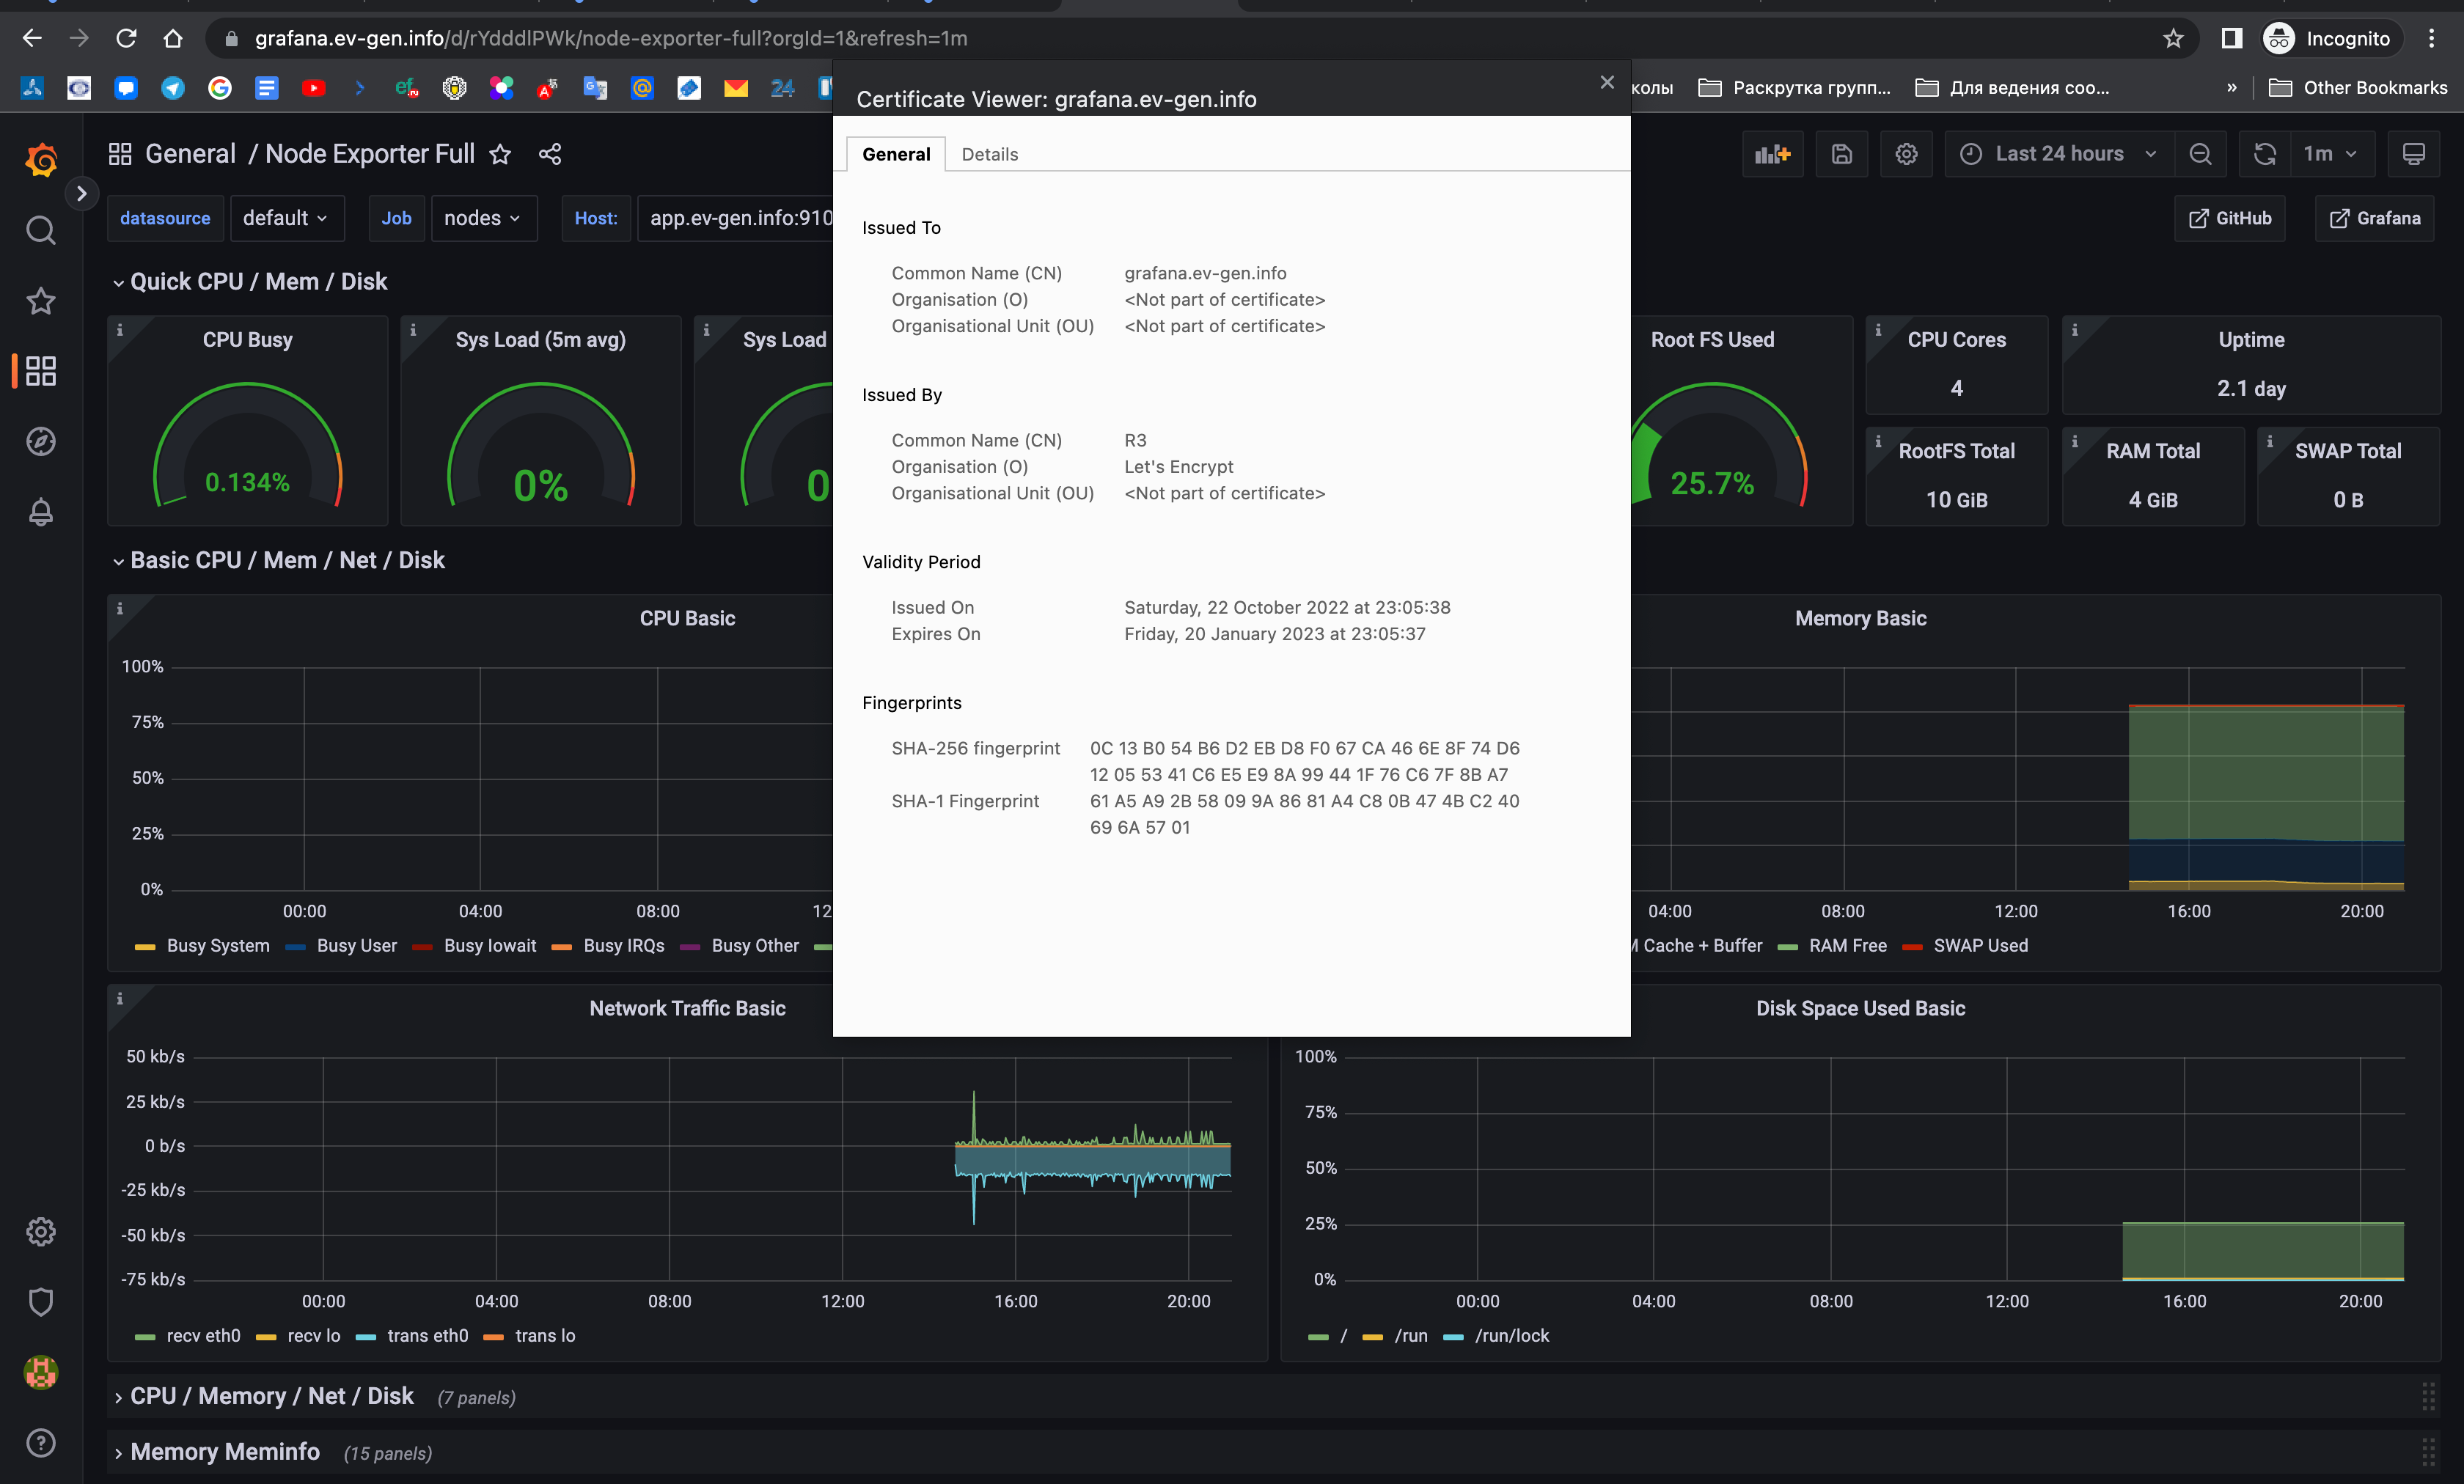 grafana.ev-gen.info/d/rYdddlPWk/node-exporter-full?orgId=1&refresh=1m
Incognito
24
колы
Раскрутка групп...
Для ведения соо...
»
Other Bookmarks
Certificate Viewer: grafana.ev-gen.info
General
Details
General / Node Exporter Full
Last 24 hours
1m
datasource
default
Job
nodes
Host:
app.ev-gen.info:910
GitHub
Grafana
Quick CPU / Mem / Disk
CPU Busy
0.134%
Sys Load (5m avg)
0%
Sys Load
0
Root FS Used
25.7%
CPU Cores
4
Uptime
2.1 day
RootFS Total
10 GiB
RAM Total
4 GiB
SWAP Total
0 B
Issued To
Common Name (CN) grafana.ev-gen.info
Organisation (O) <Not part of certificate>
Organisational Unit (OU) <Not part of certificate>
Issued By
Common Name (CN) R3
Organisation (O) Let's Encrypt
Organisational Unit (OU) <Not part of certificate>
Validity Period
Issued On Saturday, 22 October 2022 at 23:05:38
Expires On Friday, 20 January 2023 at 23:05:37
Fingerprints
SHA-256 fingerprint 0C 13 B0 54 B6 D2 EB D8 F0 67 CA 46 6E 8F 74 D6
12 05 53 41 C6 E5 E9 8A 99 44 1F 76 C6 7F 8B A7
SHA-1 Fingerprint 61 A5 A9 2B 58 09 9A 86 81 A4 C8 0B 47 4B C2 40
69 6A 57 01
Basic CPU / Mem / Net / Disk
CPU Basic
100%
75%
50%
25%
0%
00:00 04:00 08:00 12
Busy System Busy User Busy Iowait Busy IRQs Busy Other
Memory Basic
04:00 08:00 12:00 16:00 20:00
Cache + Buffer RAM Free SWAP Used
Network Traffic Basic
50 kb/s
25 kb/s
0 b/s
-25 kb/s
-50 kb/s
-75 kb/s
00:00 04:00 08:00 12:00 16:00 20:00
recv eth0 recv lo trans eth0 trans lo
Disk Space Used Basic
100%
75%
50%
25%
0%
00:00 04:00 08:00 12:00 16:00 20:00
/ /run /run/lock
CPU / Memory / Net / Disk (7 panels)
Memory Meminfo (15 panels)